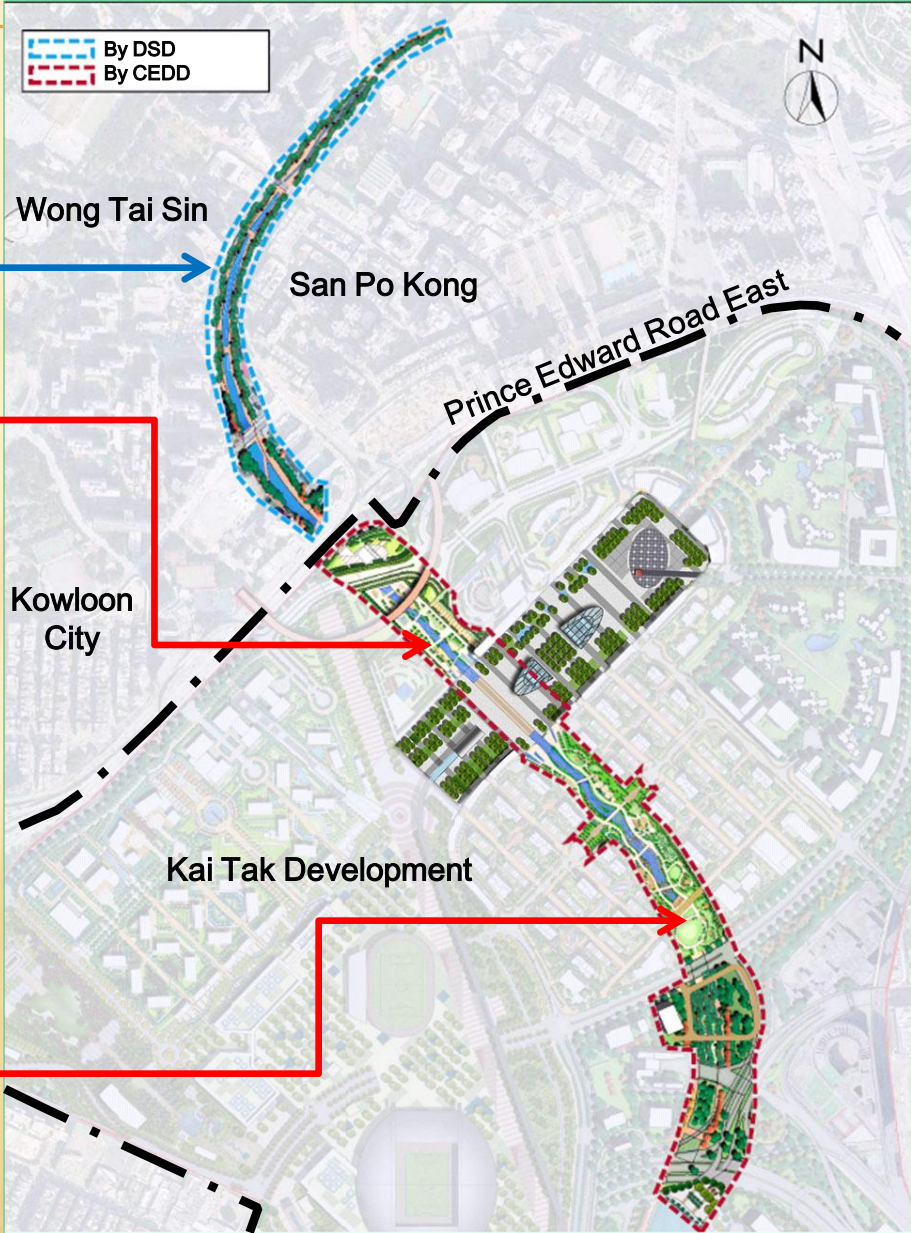 By DSD
By CEDD
N
Wong Tai Sin
San Po Kong
Prince Edward Road East
Kowloon
City
Kai Tak Development